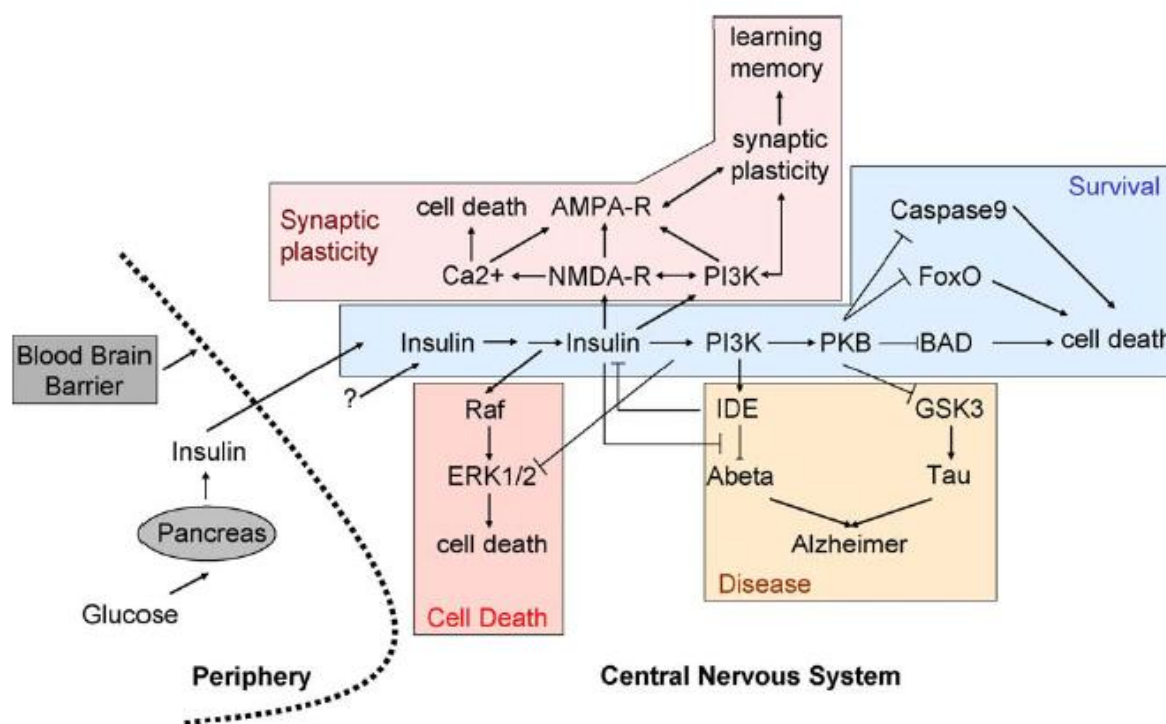 learning
memory
synaptic
plasticity
Survival
Synaptic
plasticity
cell death
AMPA-R
Caspase9
Ca2+
NMDA-R
PI3K
FoxO
Blood Brain
Barrier
Insulin
Insulin
PI3K
PKB
BAD
cell death
?
Raf
IDE
GSK3
Insulin
ERK1/2
Abeta
Tau
Pancreas
cell death
Alzheimer
Glucose
Cell Death
Disease
Periphery
Central Nervous System